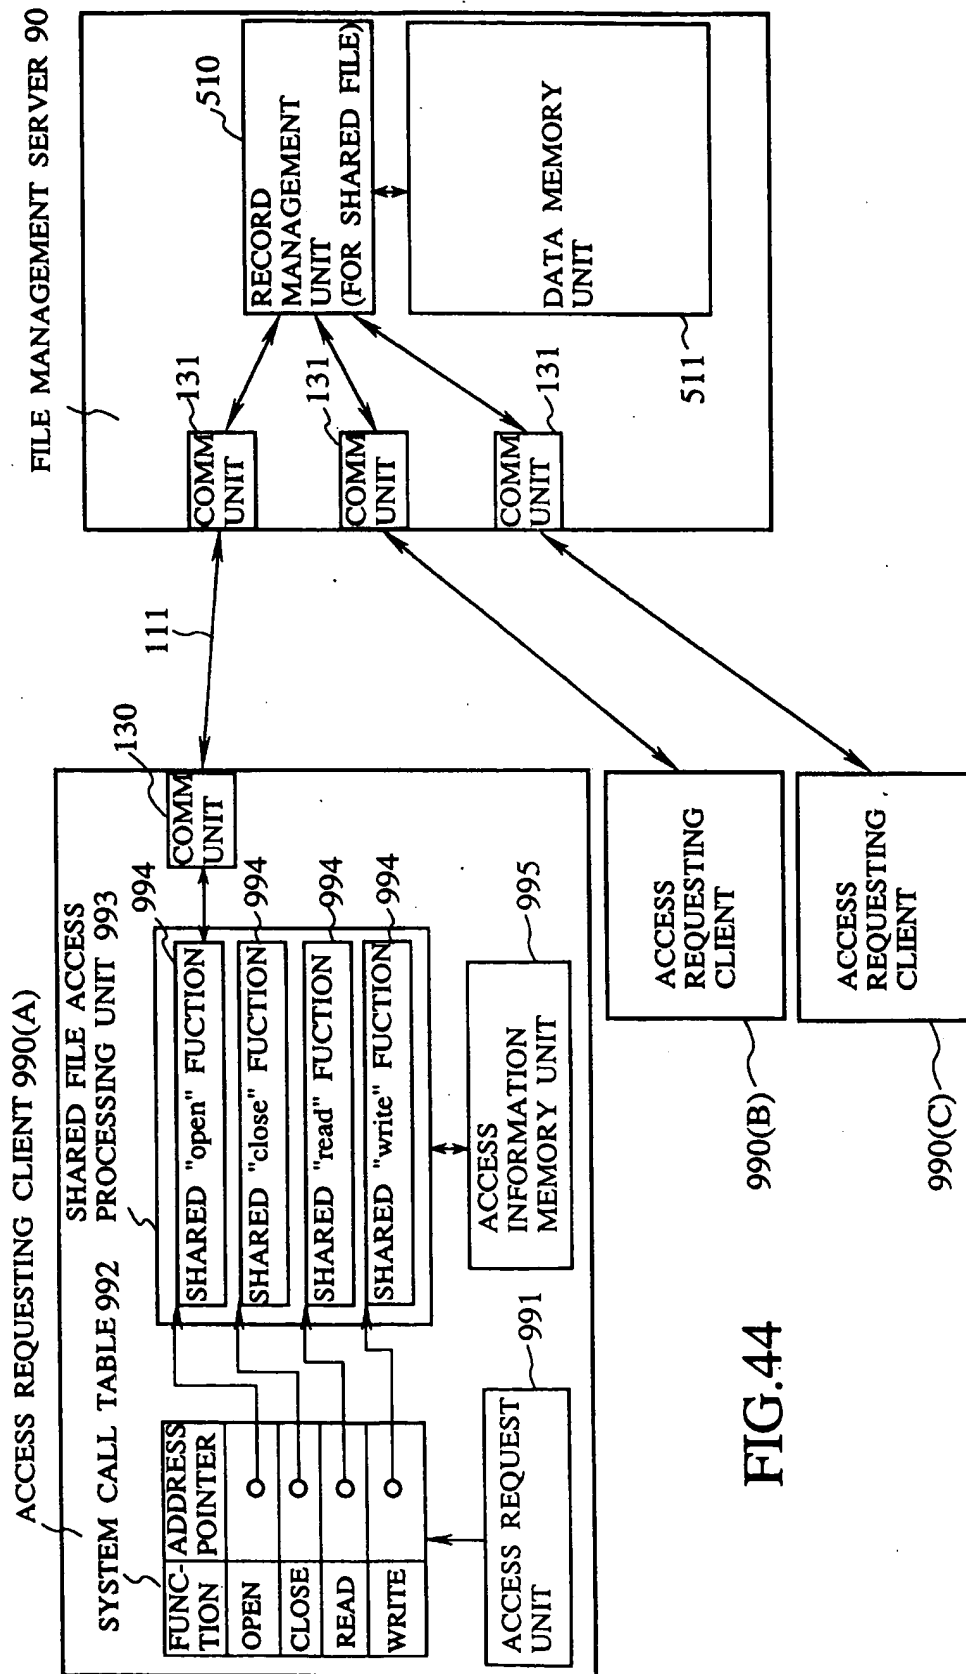 ACCESS REQUESTING CLIENT 990(A)
SYSTEM CALL TABLE 992
FUNC-
TION
ADDRESS
POINTER
OPEN
CLOSE
READ
WRITE
ACCESS REQUEST
UNIT
991
SHARED FILE ACCESS
PROCESSING UNIT 993
994
SHARED "open" FUCTION
994
SHARED "close" FUCTION
994
SHARED "read" FUCTION
994
SHARED "write" FUCTION
ACCESS
INFORMATION
MEMORY UNIT
995
130
COMM
UNIT
111
FILE MANAGEMENT SERVER 90
131
COMM
UNIT
131
COMM
UNIT
131
COMM
UNIT
510
RECORD
MANAGEMENT
UNIT
(FOR SHARED FILE)
DATA MEMORY
UNIT
511
ACCESS
REQUESTING
CLIENT
990(B)
ACCESS
REQUESTING
CLIENT
990(C)
FIG.44